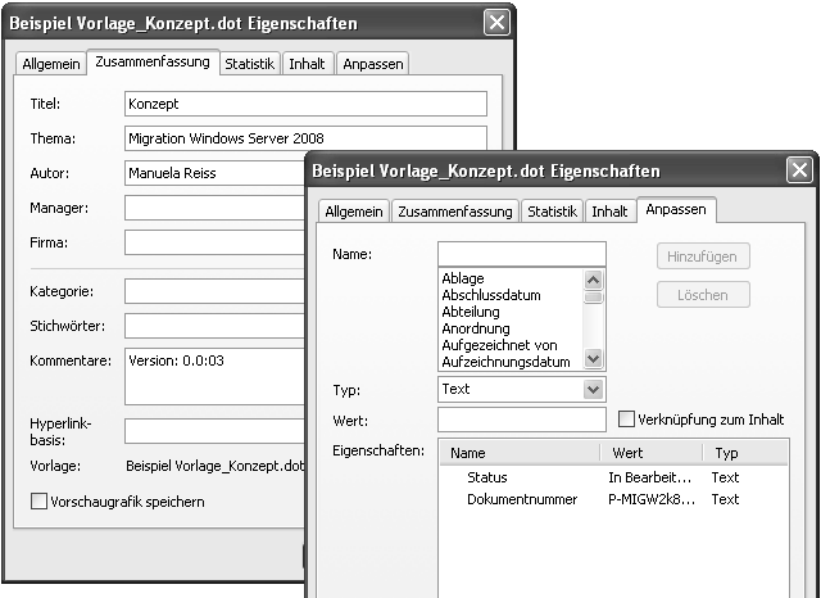 Beispiel Vorlage_Konzept.dot Eigenschaften
Allgemein Zusammenfassung Statistik Inhalt Anpassen
Titel: Konzept
Thema: Migration Windows Server 2008
Autor: Manuela Reiss
Manager:
Firma:
Kategorie:
Stichwörter:
Kommentare: Version: 0.0:03
Hyperlink-
basis:
Vorlage: Beispiel Vorlage_Konzept.dot
Vorschaugrafik speichern
Beispiel Vorlage_Konzept.dot Eigenschaften
Allgemein Zusammenfassung Statistik Inhalt Anpassen
Name: Hinzufügen
Ablage
Abschlussdatum Löschen
Abteilung
Anordnung
Aufgezeichnet von
Aufzeichnungsdatum
Typ: Text
Wert: Verknüpfung zum Inhalt
Eigenschaften: Name Wert Typ
Status In Bearbeit... Text
Dokumentnummer P-MIGW2k8... Text